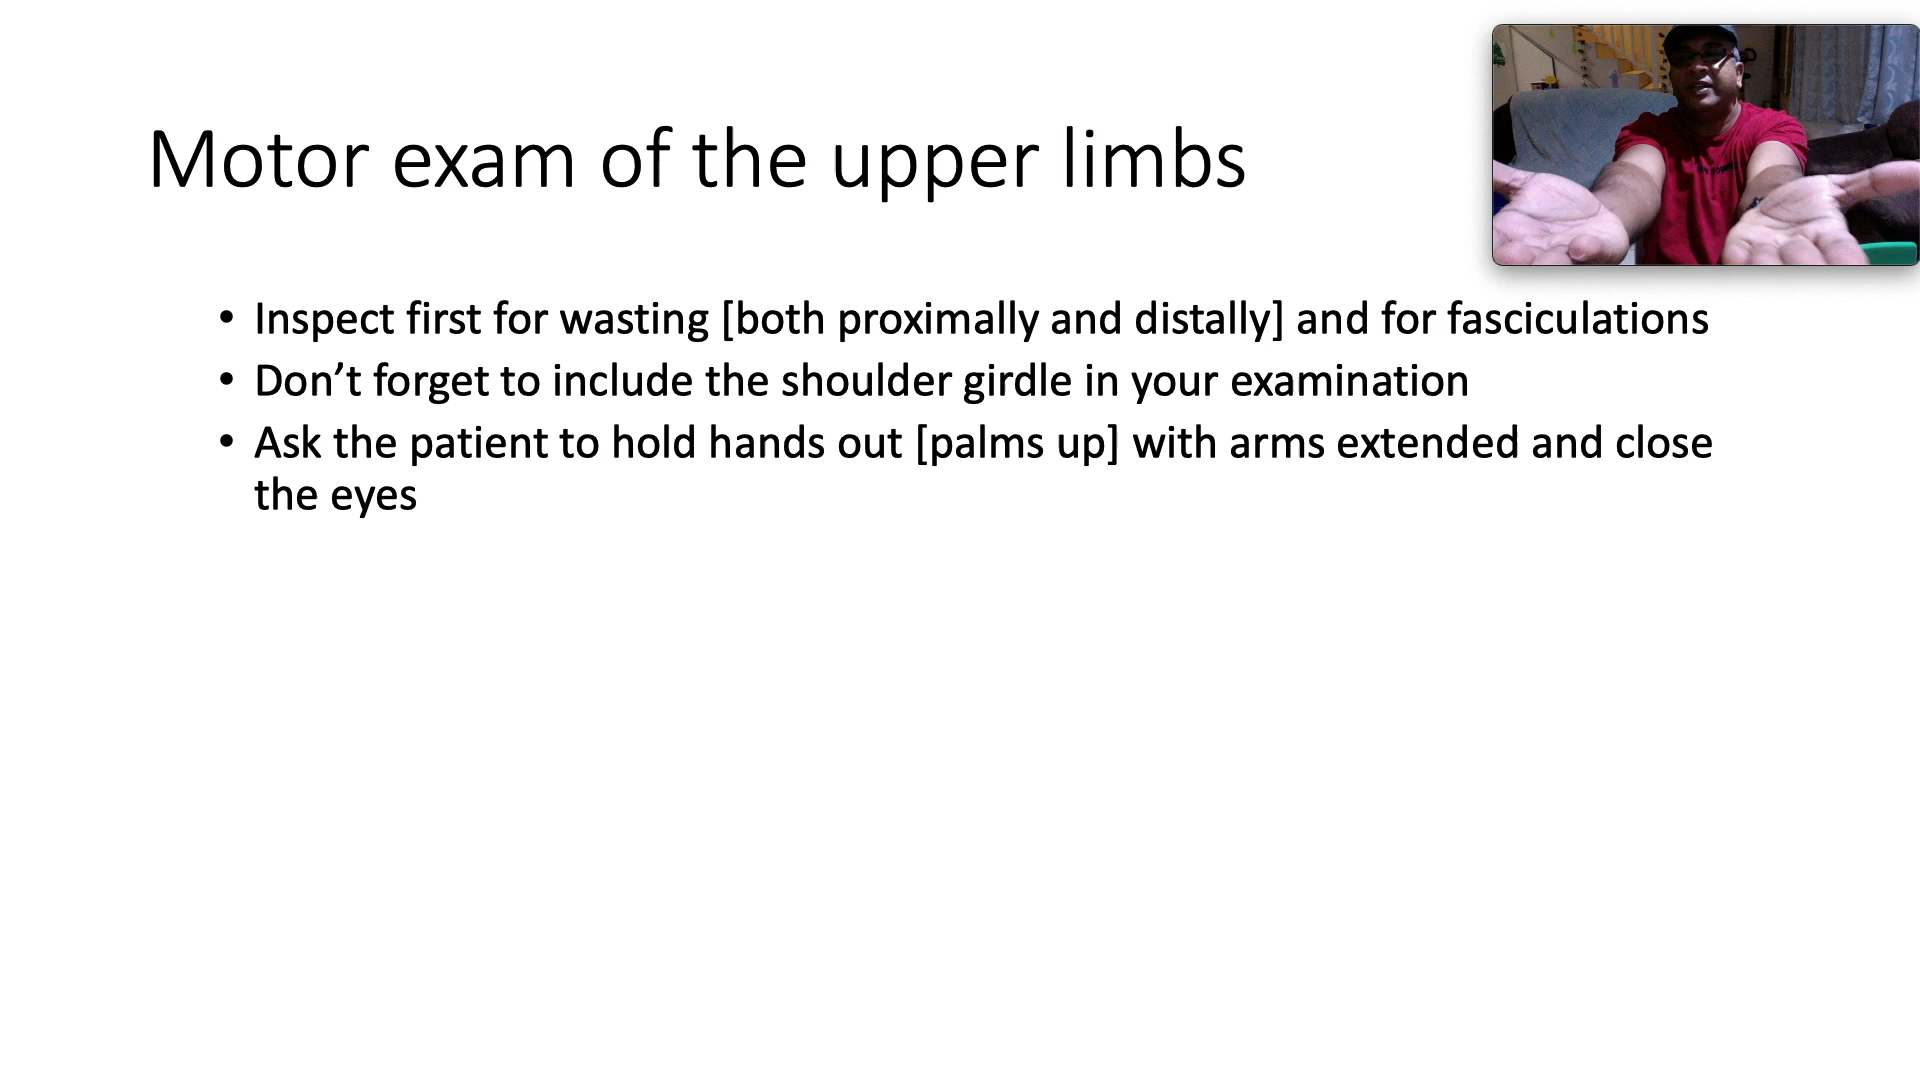 Motor exam of the upper limbs
• Inspect first for wasting [both proximally and distally] and for fasciculations
• Don’t forget to include the shoulder girdle in your examination
• Ask the patient to hold hands out [palms up] with arms extended and close
the eyes